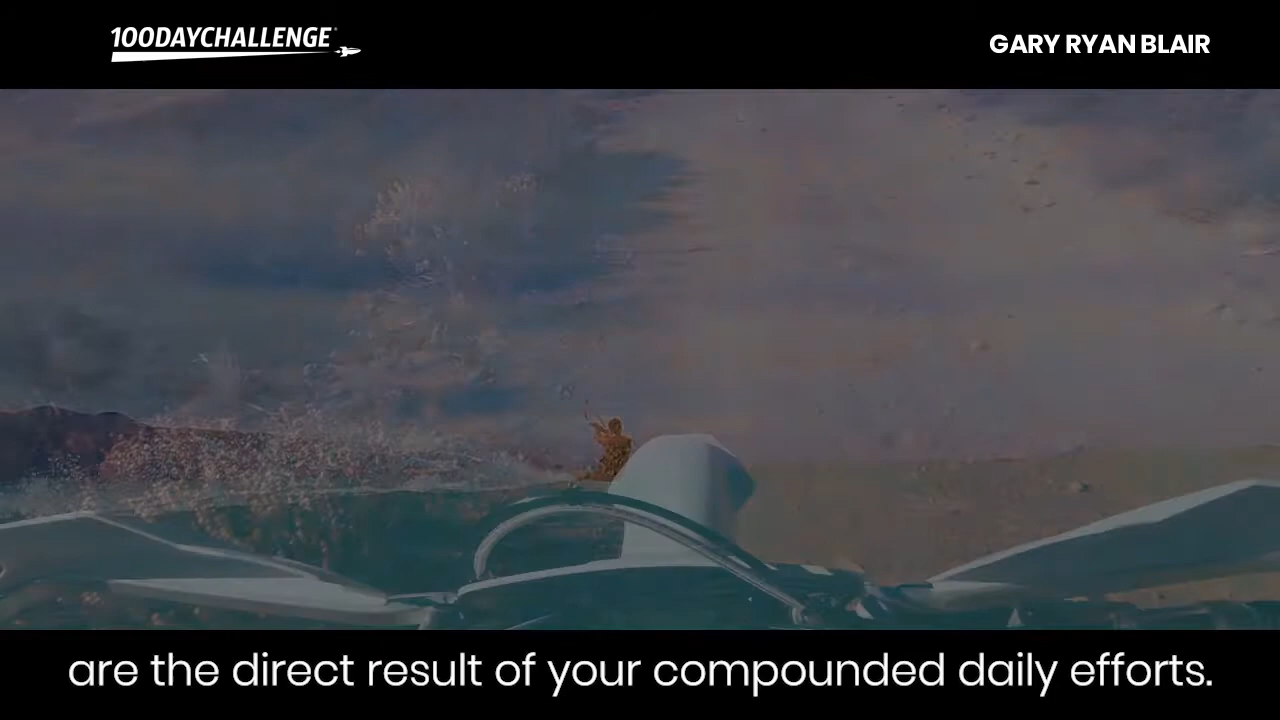 100DAYCHALLENGE
GARY RYAN BLAIR
are the direct result of your compounded daily efforts.